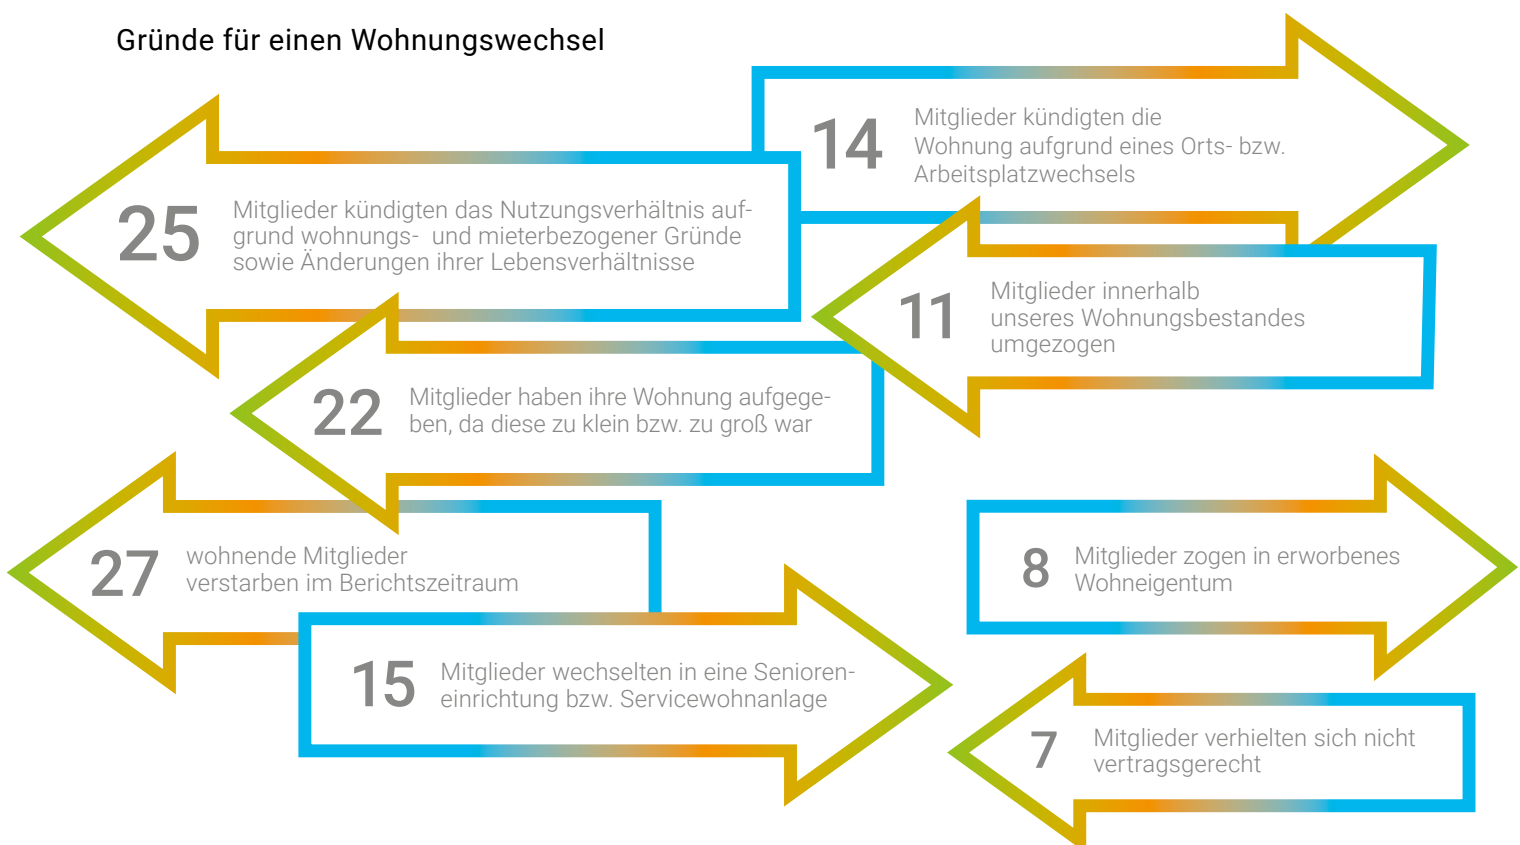 Gründe für einen Wohnungswechsel
14
Mitglieder kündigten die
Wohnung aufgrund eines Orts- bzw.
Arbeitsplatzwechsels
25
Mitglieder kündigten das Nutzungsverhältnis auf-
grund wohnungs- und mieterbezogener Gründe
sowie Änderungen ihrer Lebensverhältnisse
11
Mitglieder innerhalb
unseres Wohnungsbestandes
umgezogen
22
Mitglieder haben ihre Wohnung aufgege-
ben, da diese zu klein bzw. zu groß war
27
wohnende Mitglieder
verstarben im Berichtszeitraum
8
Mitglieder zogen in erworbenes
Wohneigentum
15
Mitglieder wechselten in eine Senioren-
einrichtung bzw. Servicewohnanlage
7
Mitglieder verhielten sich nicht
vertragsgerecht